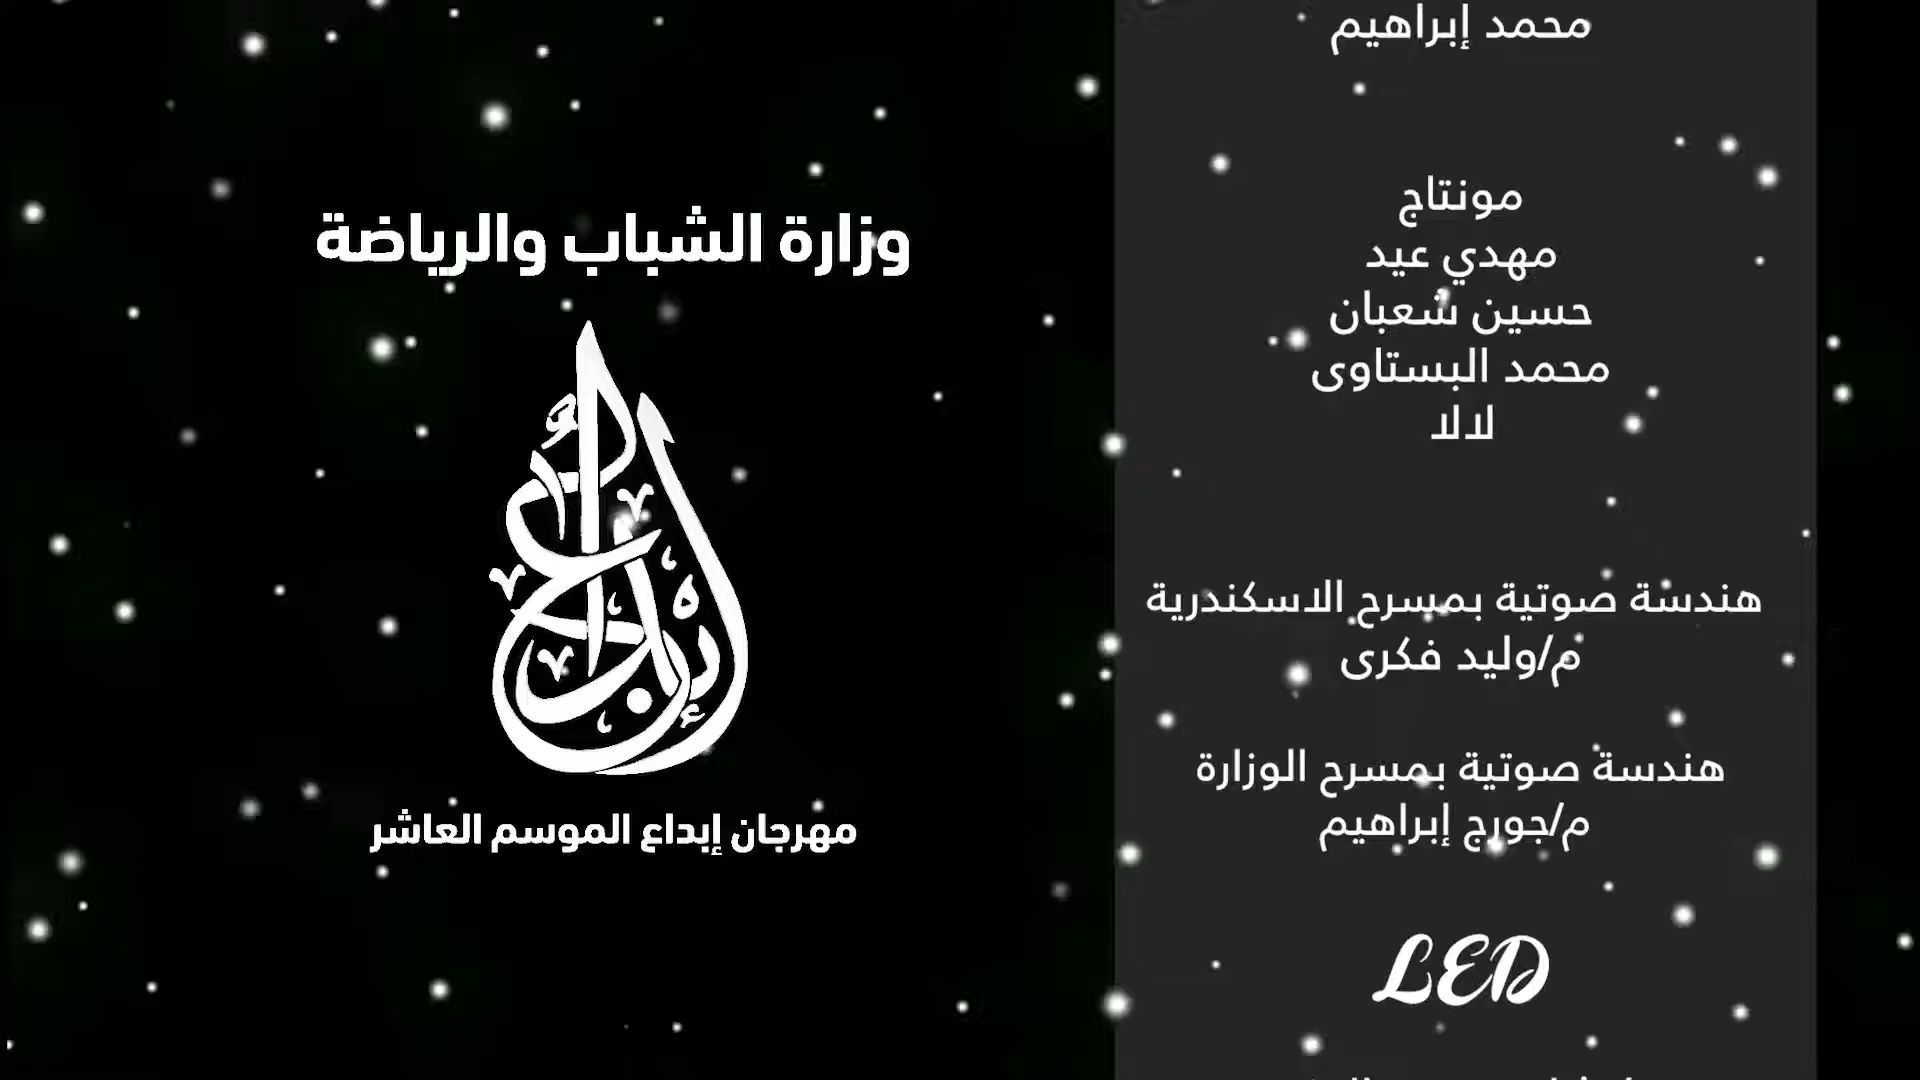 وزارة الشباب والرياضة
إبداع
مهرجان إبداع الموسم العاشر
محمد إبراهيم
مونتاج
مهدي عيد
حسين شعبان
محمد البستاوى
لالا
هندسة صوتية بمسرح الاسكندرية
م/وليد فكرى
هندسة صوتية بمسرح الوزارة
م/جورج إبراهيم
LED